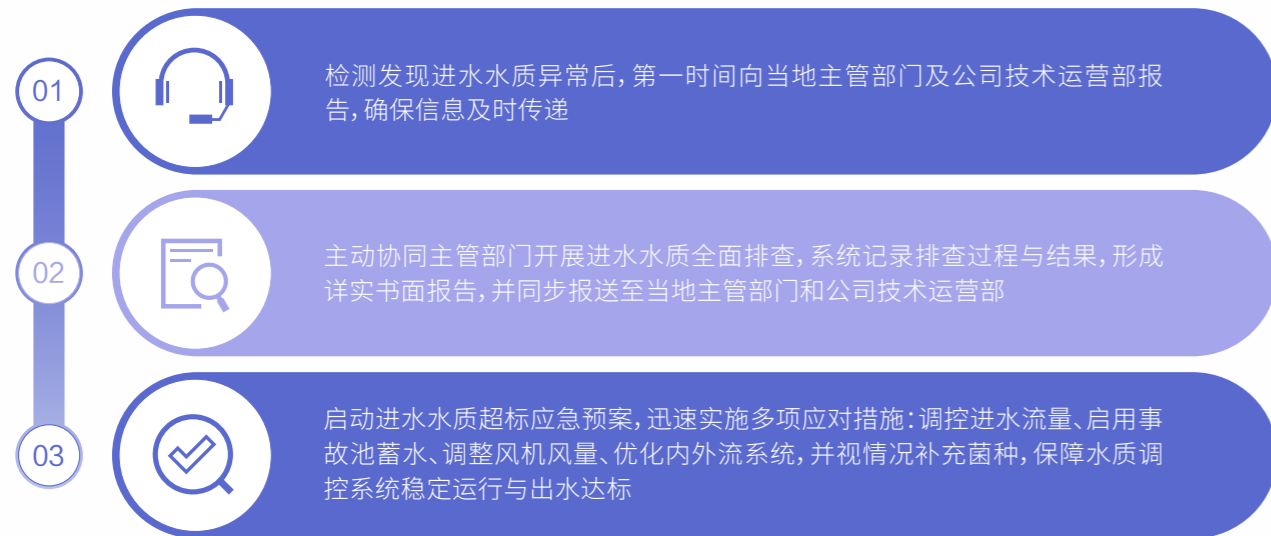 01
检测发现进水水质异常后，第一时间向当地主管部门及公司技术运营部报
告，确保信息及时传递
02
主动协同主管部门开展进水水质全面排查，系统记录排查过程与结果，形成
详实书面报告，并同步报送至当地主管部门和公司技术运营部
03
启动进水水质超标应急预案，迅速实施多项应对措施：调控进水流量、启用事
故池蓄水、调整风机风量、优化内外流系统，并视情况补充菌种，保障水质调
控系统稳定运行与出水达标